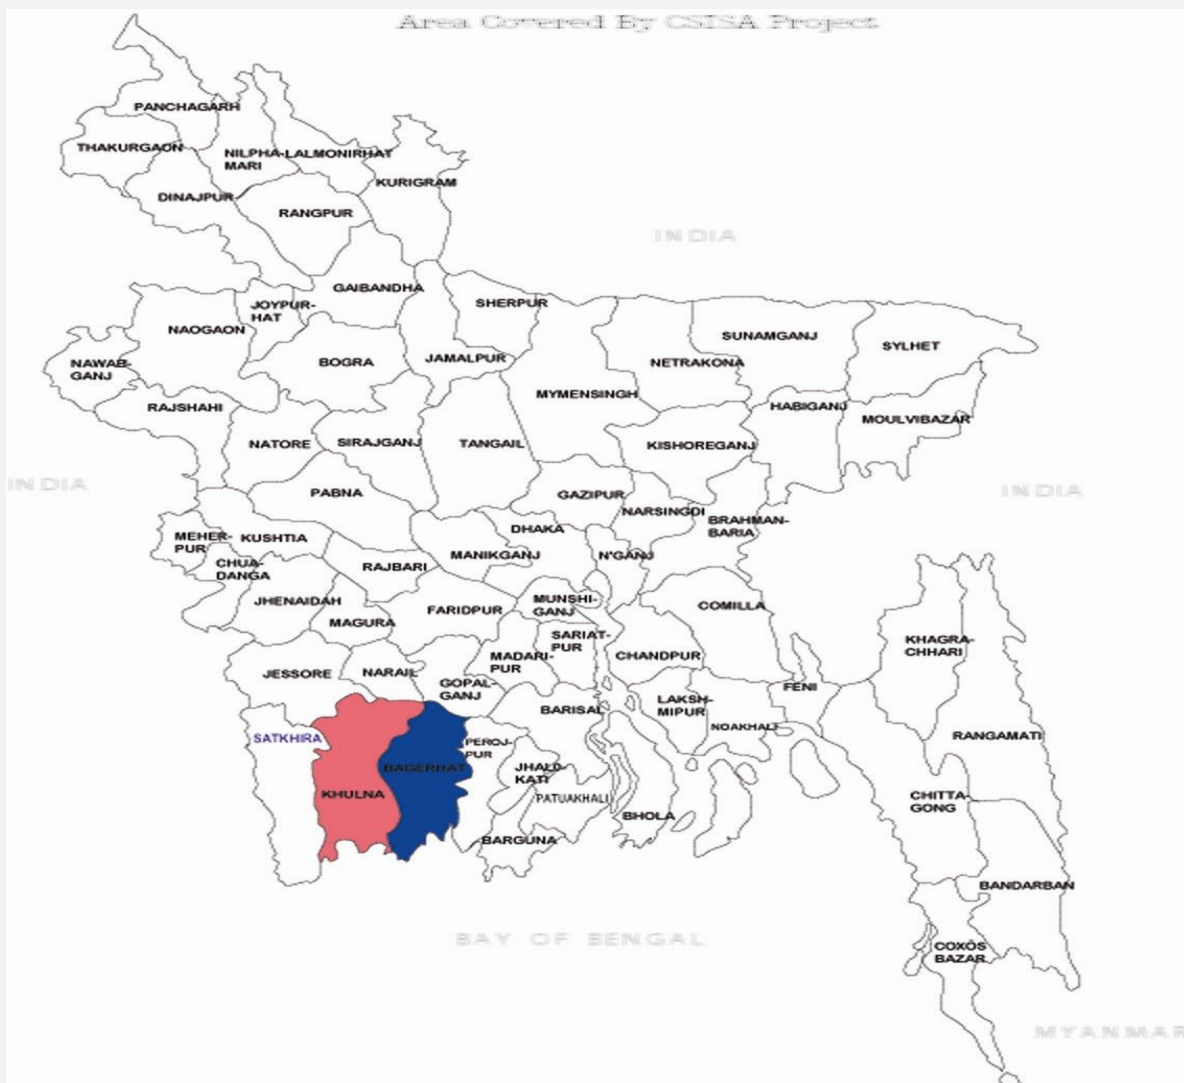 Area Covered By CSISA Project
PANCHAGARH
THAKURGAON
NILPHA-
MARI
LALMONIRHAT
KURIGRAM
DINAJPUR
RANGPUR
INDIA
GAIBANDHA
JOYPUR-
HAT
SHERPUR
NAOGAON
SUNAMGANJ
SYLHET
NAWAB-
GANJ
BOGRA
JAMALPUR
NETRAKONA
MYMENSINGH
RAJSHAHI
HABIGANJ
MOULVIBAZAR
NATORE
SIRAJGANJ
TANGAIL
KISHOREGANJ
INDIA
PABNA
GAZIPUR
INDIA
NARSINGDI
BRAHMAN-
BARIA
MEHER-
PUR
KUSHTIA
DHAKA
MANIKGANJ
N'GANJ
CHUA-
DANGA
RAJBARI
JHENAIDAH
MAGURA
FARIDPUR
MUNSHI-
GANJ
COMILLA
KHAGRA-
CHHARI
SARIAT-
PUR
MADARI-
PUR
CHANDPUR
JESSORE
NARAIL
GOPAL-
GANJ
FENI
BARISAL
LAKSH-
MIPUR
NOAKHALI
SATKHIRA
PEROJ-
PUR
RANGAMATI
BAGERHAT
JHALO-
KATI
KHULNA
PATUAKHALI
CHITTA-
GONG
BHOLA
BARGUNA
BANDARBAN
BAY OF BENGAL
COXÕS
BAZAR
MYANMAR